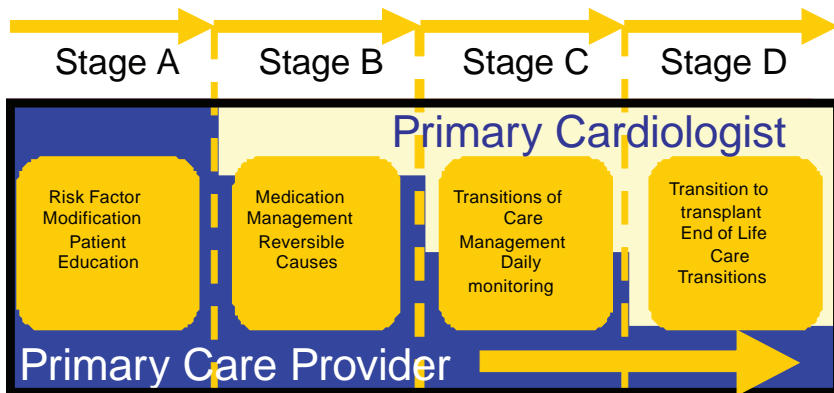 Stage A
Stage B
Stage C
Stage D
Primary Cardiologist
Risk Factor
Modification
Patient
Education
Medication
Management
Reversible
Causes
Transitions of
Care
Management
Daily
monitoring
Transition to
transplant
End of Life
Care
Transitions
Primary Care Provider